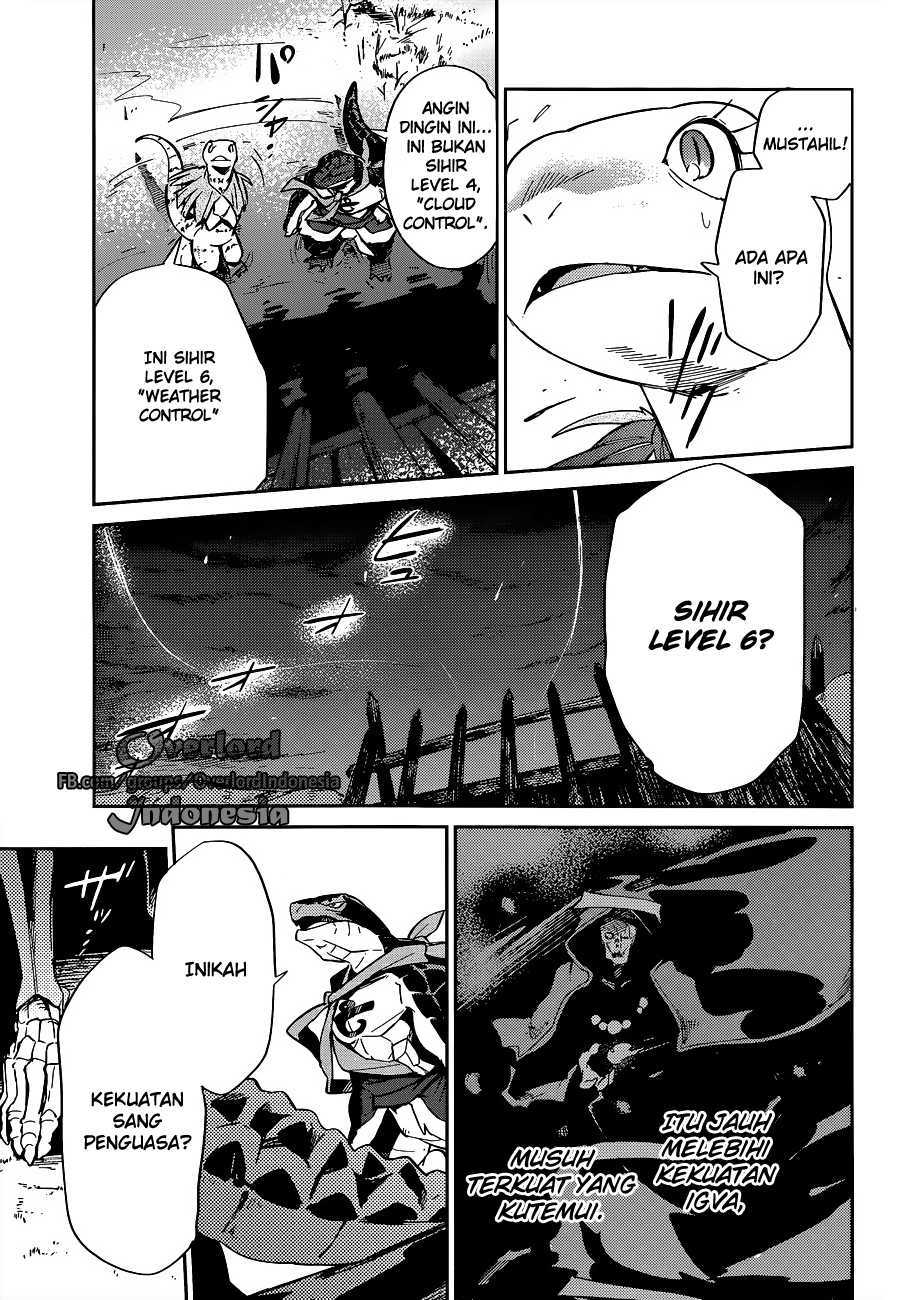 ...
MUSTAHIL!
ADA APA
INI?
パ
ANGIN
DINGIN INI...
INI BUKAN
SIHIR
LEVEL 4,
"CLOUD
CONTROL".
INI SIHIR
LEVEL 6,
"WEATHER
CONTROL"
SIHIR
LEVEL 6?
Overlord
FB.com/groups/OverlordIndonesia
Indonesia
ITU JAUH
MELEBIHI
KEKUATAN
IGVA,
MUSUH
TERKUAT YANG
KUTEMUI.
INIKAH
KEKUATAN
SANG
PENGUASA?